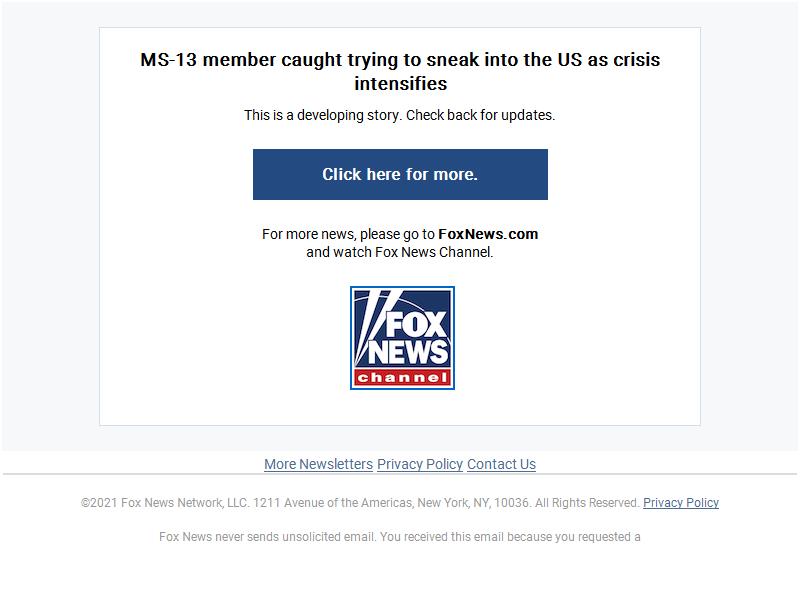 MS-13 member caught trying to sneak into the US as crisis
intensifies
This is a developing story. Check back for updates.
Click here for more.
For more news, please go to FoxNews.com
and watch Fox News Channel.
FOX
NEWS
channel
More Newsletters Privacy Policy Contact Us
©2021 Fox News Network, LLC. 1211 Avenue of the Americas, New York, NY, 10036. All Rights Reserved. Privacy Policy
Fox News never sends unsolicited email. You received this email because you requested a